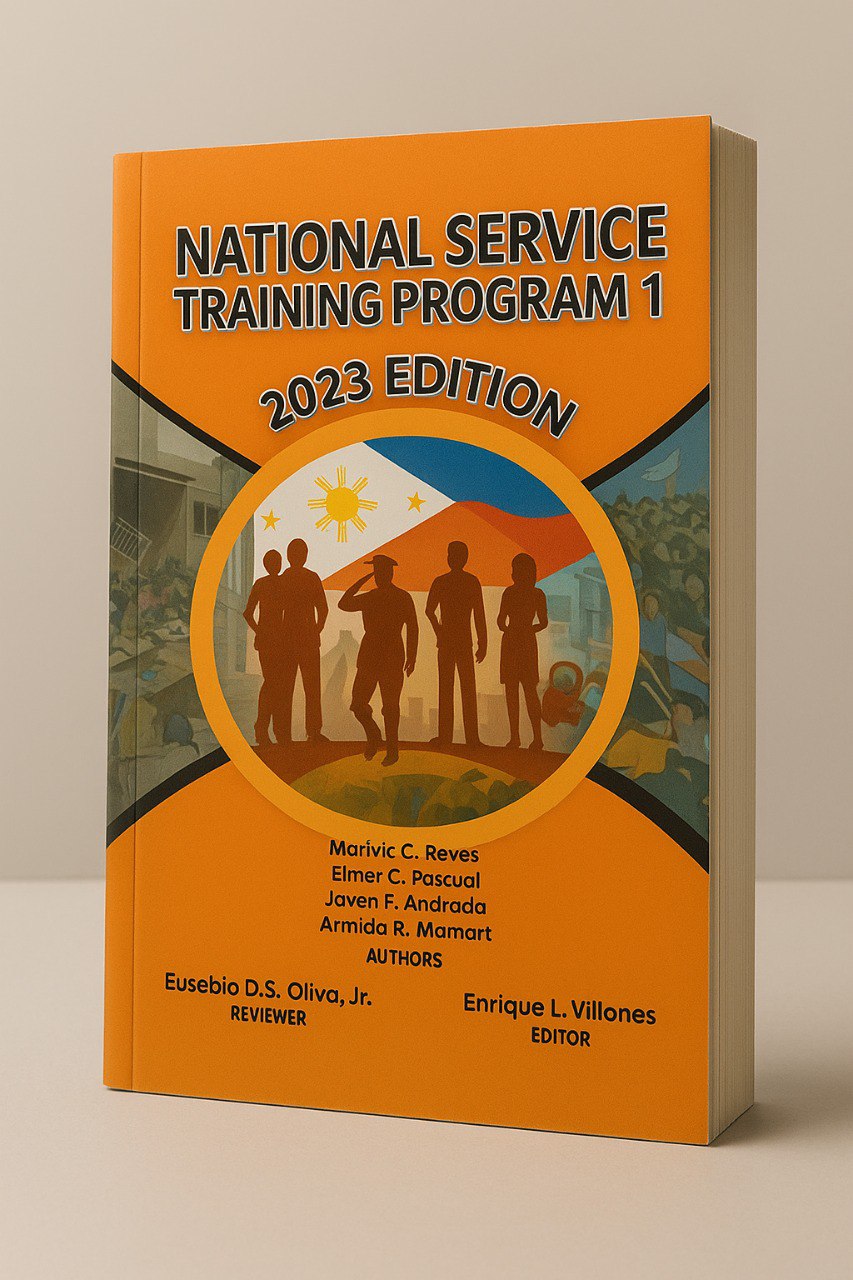 NATIONAL SERVICE
TRAINING PROGRAM 1
2023 EDITION
Marivic C. Reves
Elmer C. Pascual
Javen F. Andrada
Armida R. Mamart
AUTHORS
Eusebio D.S. Oliva, Jr.
REVIEWER
Enrique L. Villones
EDITOR